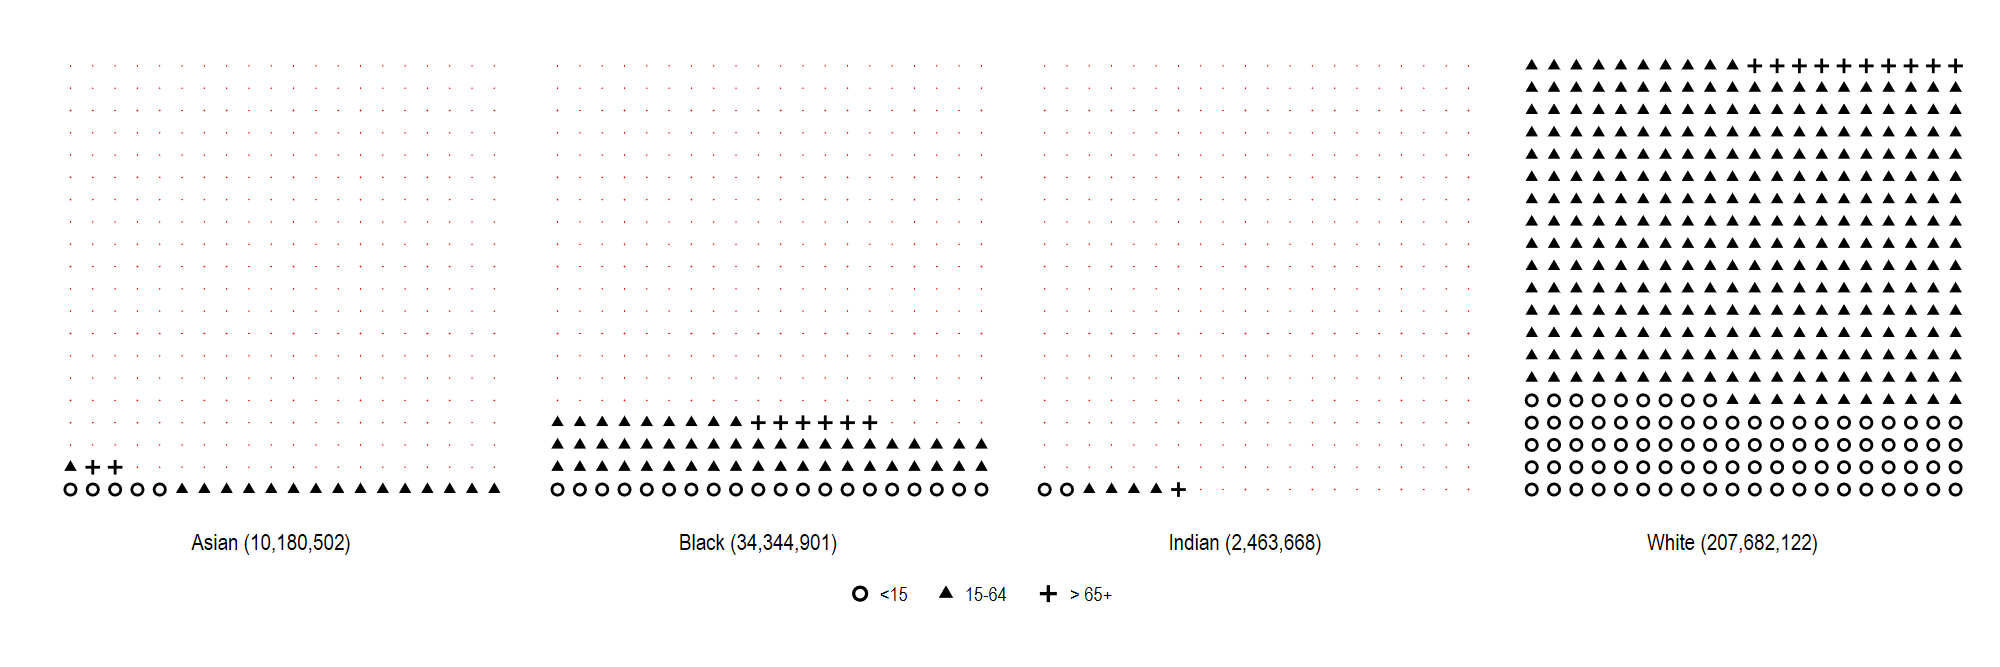 Asian (10,180,502)
Black (34,344,901)
Indian (2,463,668)
White (207,682,122)
<15
15-64
> 65+